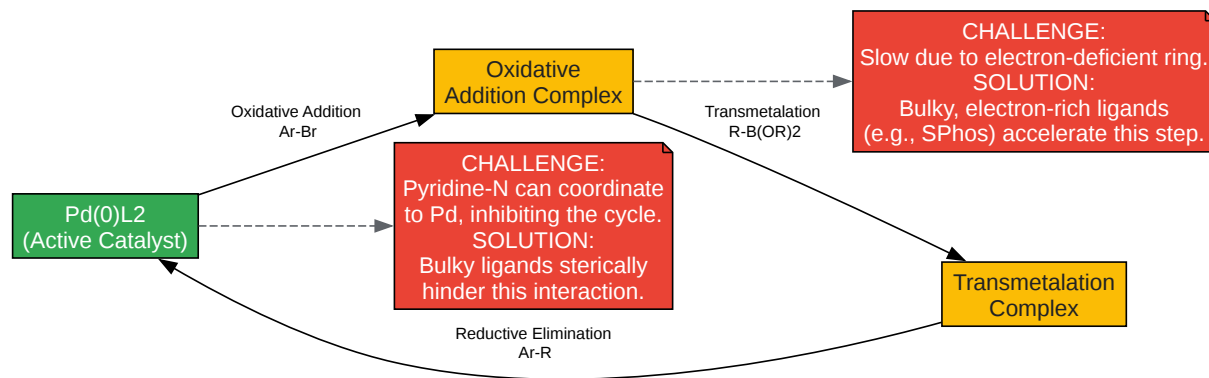 CHALLENGE:
Slow due to electron-deficient ring.
SOLUTION:
Bulky, electron-rich ligands
(e.g., SPhos) accelerate this step.
Oxidative
Addition Complex
Oxidative Addition
Ar-Br
Transmetalation
R-B(OR)2
CHALLENGE:
Pyridine-N can coordinate
to Pd, inhibiting the cycle.
SOLUTION:
Bulky ligands sterically
hinder this interaction.
Pd(0)L2
(Active Catalyst)
Transmetalation
Complex
Reductive Elimination
Ar-R